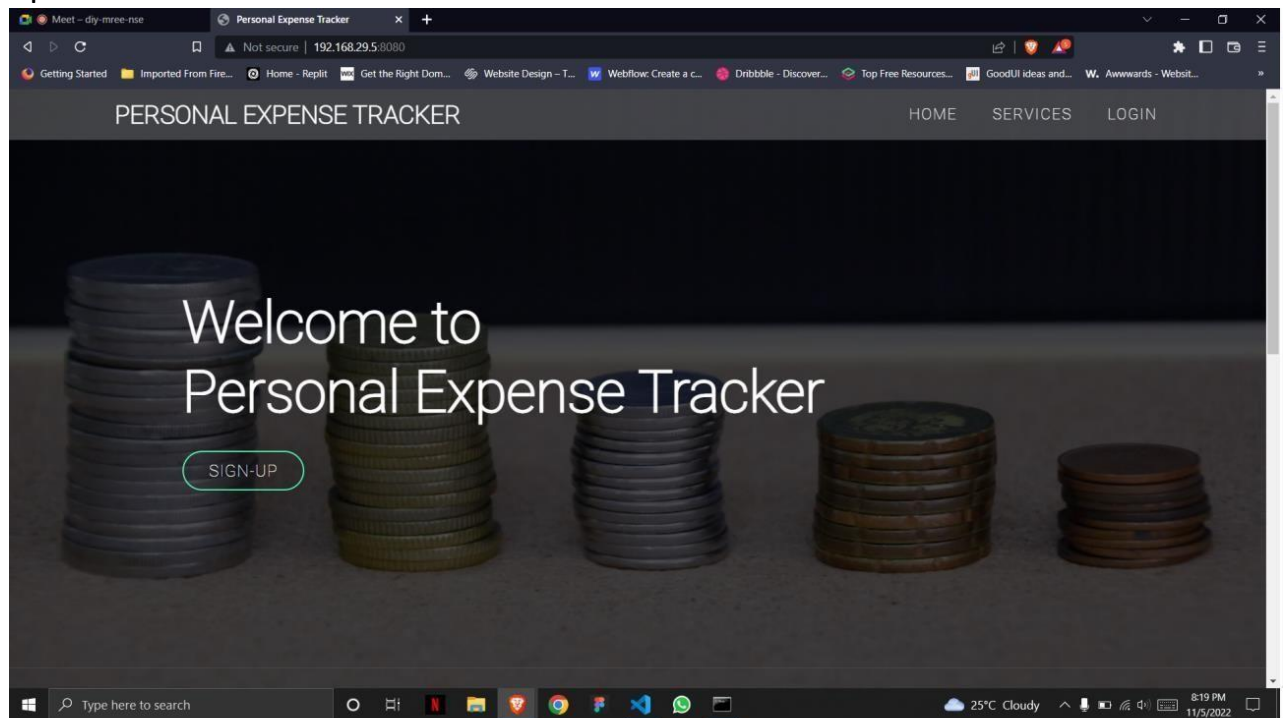 Meet – diy-mree-nse
Personal Expense Tracker
Not secure | 192.168.29.5:8080
Getting Started Imported From Fire... Home - Replit Get the Right Dom... Website Design – T... Webflow: Create a c... Dribbble - Discover... Top Free Resources... GoodUI ideas and... W. Awwwards - Websit... »
PERSONAL EXPENSE TRACKER HOME SERVICES LOGIN
Welcome to
Personal Expense Tracker
SIGN-UP
Type here to search 25°C Cloudy 8:19 PM
11/5/2022